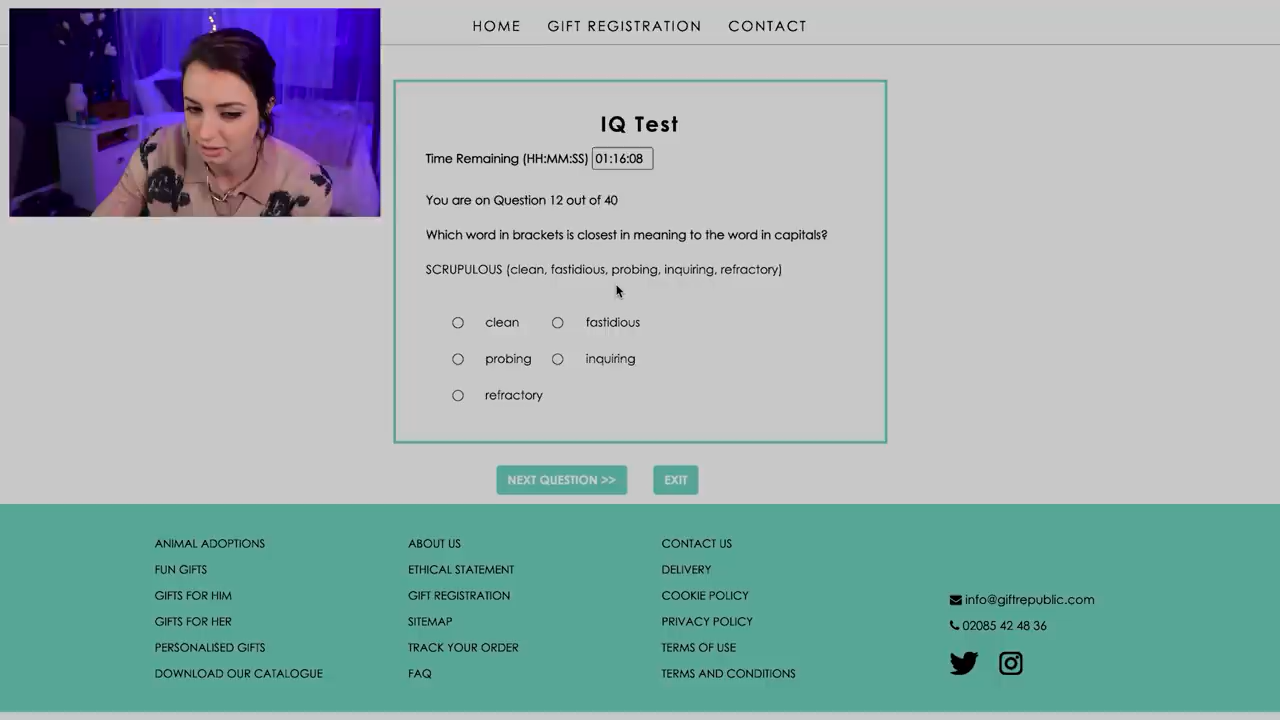 HOME GIFT REGISTRATION CONTACT
IQ Test
Time Remaining (HH:MM:SS) 01:16:08
You are on Question 12 out of 40
Which word in brackets is closest in meaning to the word in capitals?
SCRUPULOUS (clean, fastidious, probing, inquiring, refractory)
clean fastidious
probing inquiring
refractory
NEXT QUESTION >> EXIT
ANIMAL ADOPTIONS ABOUT US CONTACT US
FUN GIFTS ETHICAL STATEMENT DELIVERY
GIFTS FOR HIM GIFT REGISTRATION COOKIE POLICY info@giftrepublic.com
GIFTS FOR HER SITEMAP PRIVACY POLICY 02085 42 48 36
PERSONALISED GIFTS TRACK YOUR ORDER TERMS OF USE
DOWNLOAD OUR CATALOGUE FAQ TERMS AND CONDITIONS